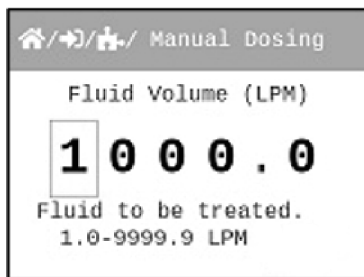 / / / Manual Dosing
Fluid Volume (LPM)
1000.0
Fluid to be treated.
1.0-9999.9 LPM